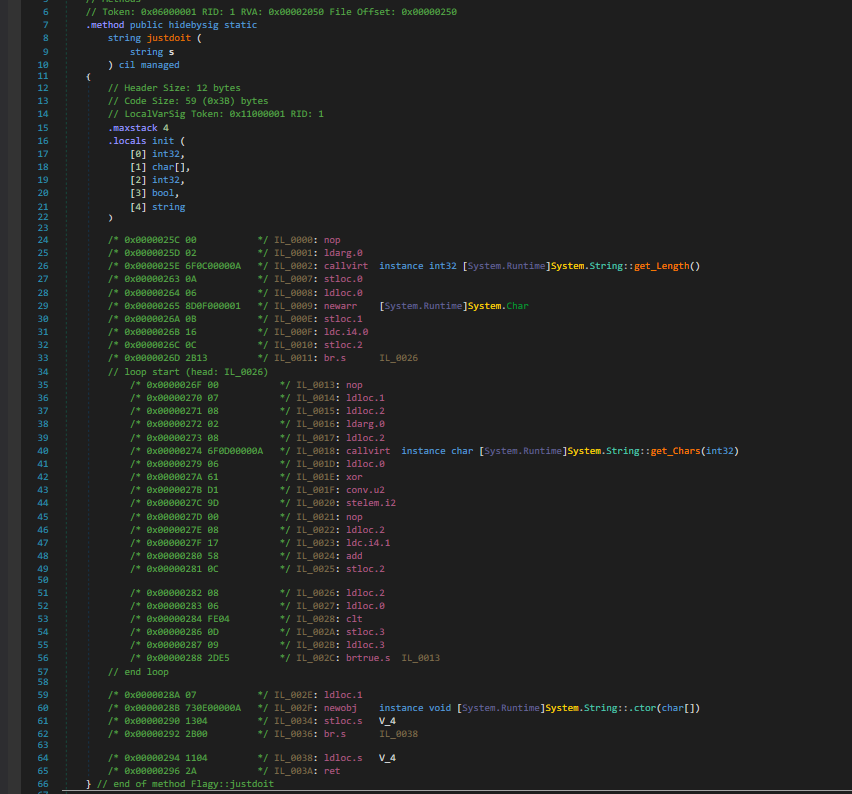 // Methods
6 // Token: 0x06000001 RID: 1 RVA: 0x00002050 File Offset: 0x00000250
7 .method public hidebysig static
8 string justdoit (
9 string s
10 ) cil managed
11 {
12 // Header Size: 12 bytes
13 // Code Size: 59 (0x3B) bytes
14 // LocalVarSig Token: 0x11000001 RID: 1
15 .maxstack 4
16 .locals init (
17 [0] int32,
18 [1] char[],
19 [2] int32,
20 [3] bool,
21 [4] string
22 )
23
24 /* 0x0000025C 00 */ IL_0000: nop
25 /* 0x0000025D 02 */ IL_0001: ldarg.0
26 /* 0x0000025E 6F0C00000A */ IL_0002: callvirt instance int32 [System.Runtime]System.String::get_Length()
27 /* 0x00000263 0A */ IL_0007: stloc.0
28 /* 0x00000264 06 */ IL_0008: ldloc.0
29 /* 0x00000265 8D0F000001 */ IL_0009: newarr [System.Runtime]System.Char
30 /* 0x0000026A 0B */ IL_000E: stloc.1
31 /* 0x0000026B 16 */ IL_000F: ldc.i4.0
32 /* 0x0000026C 0C */ IL_0010: stloc.2
33 /* 0x0000026D 2B13 */ IL_0011: br.s IL_0026
34 // loop start (head: IL_0026)
35 /* 0x0000026F 00 */ IL_0013: nop
36 /* 0x00000270 07 */ IL_0014: ldloc.1
37 /* 0x00000271 08 */ IL_0015: ldloc.2
38 /* 0x00000272 02 */ IL_0016: ldarg.0
39 /* 0x00000273 08 */ IL_0017: ldloc.2
40 /* 0x00000274 6F0D00000A */ IL_0018: callvirt instance char [System.Runtime]System.String::get_Chars(int32)
41 /* 0x00000279 06 */ IL_001D: ldloc.0
42 /* 0x0000027A 61 */ IL_001E: xor
43 /* 0x0000027B D1 */ IL_001F: conv.u2
44 /* 0x0000027C 9D */ IL_0020: stelem.i2
45 /* 0x0000027D 00 */ IL_0021: nop
46 /* 0x0000027E 08 */ IL_0022: ldloc.2
47 /* 0x0000027F 17 */ IL_0023: ldc.i4.1
48 /* 0x00000280 58 */ IL_0024: add
49 /* 0x00000281 0C */ IL_0025: stloc.2
50
51 /* 0x00000282 08 */ IL_0026: ldloc.2
52 /* 0x00000283 06 */ IL_0027: ldloc.0
53 /* 0x00000284 FE04 */ IL_0028: clt
54 /* 0x00000286 0D */ IL_002A: stloc.3
55 /* 0x00000287 09 */ IL_002B: ldloc.3
56 /* 0x00000288 2DE5 */ IL_002C: brtrue.s IL_0013
57 // end loop
58
59 /* 0x0000028A 07 */ IL_002E: ldloc.1
60 /* 0x0000028B 730E00000A */ IL_002F: newobj instance void [System.Runtime]System.String::.ctor(char[])
61 /* 0x00000290 1304 */ IL_0034: stloc.s V_4
62 /* 0x00000292 2B00 */ IL_0036: br.s IL_0038
63
64 /* 0x00000294 1104 */ IL_0038: ldloc.s V_4
65 /* 0x00000296 2A */ IL_003A: ret
66 } // end of method Flagy::justdoit